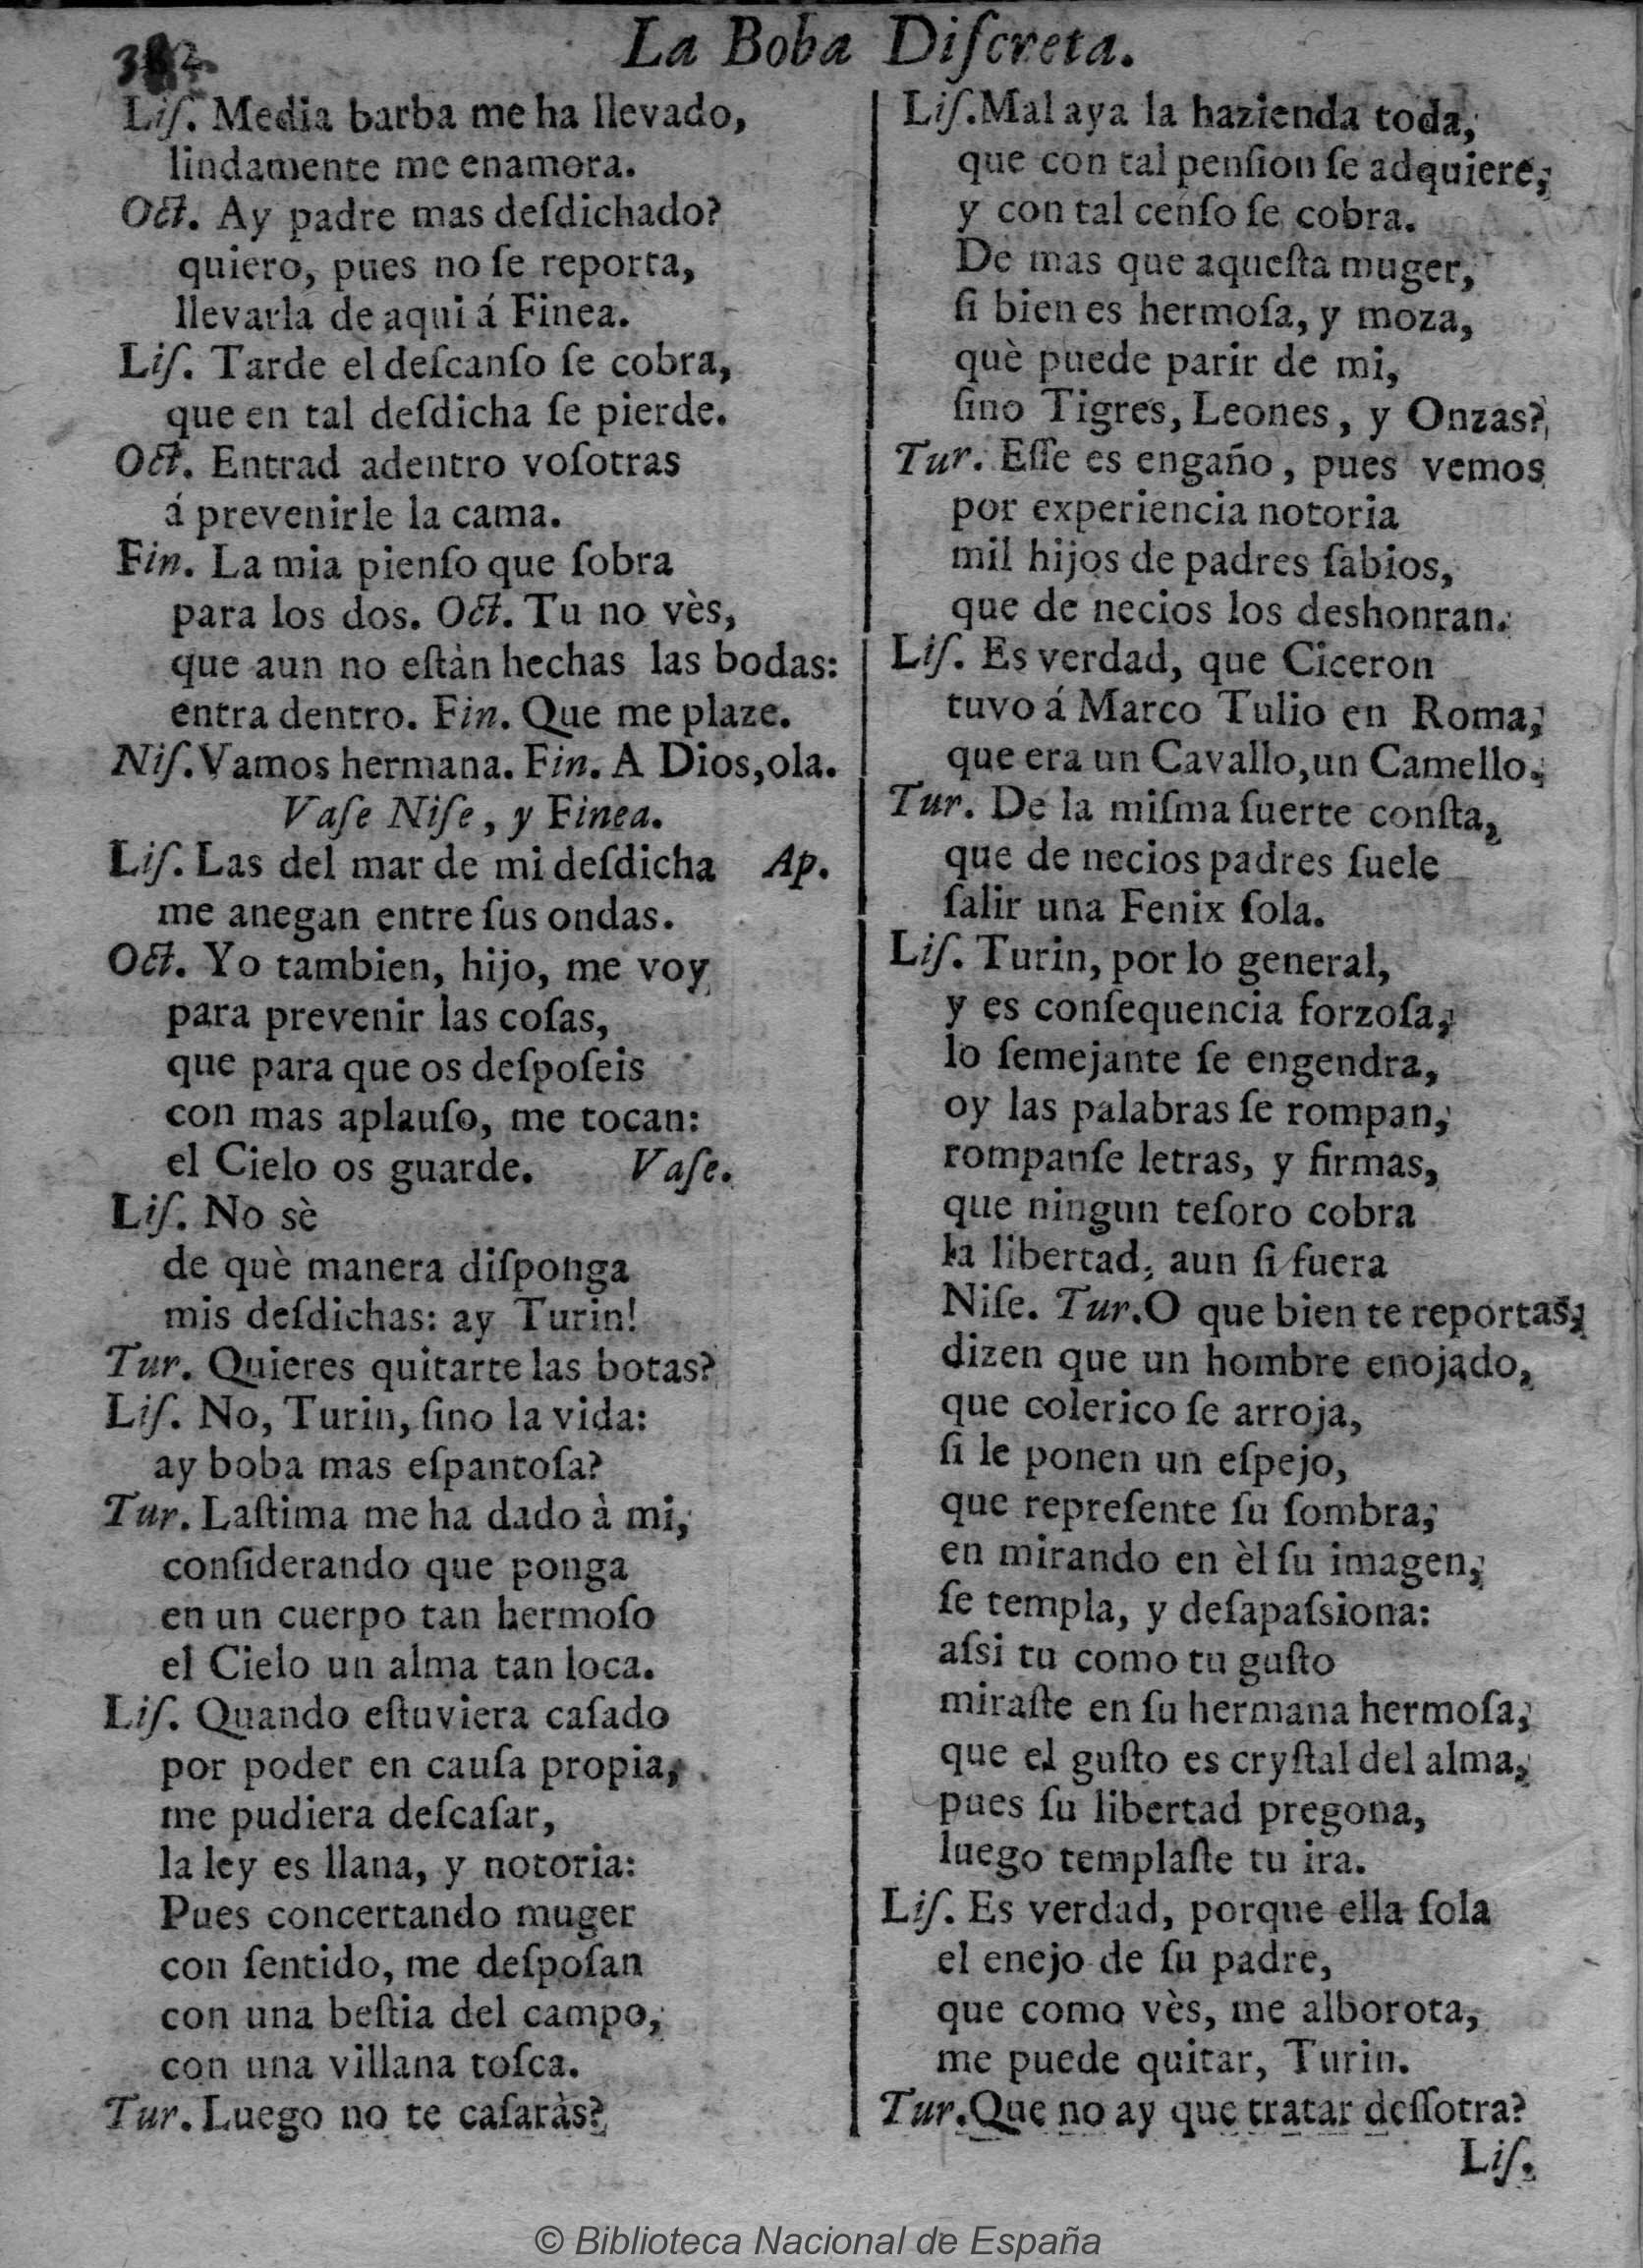 382
La Boba Diſcreta.
Liſ. Media barba me ha llevado,
lindamente me enamora.
Oct. Ay padre mas deſdichado?
quiero, pues no ſe reporta,
llevarla de aqui á Finea.
Liſ. Tarde el deſcanſo ſe cobra,
que en tal deſdicha ſe pierde.
Oct. Entrad adentro voſotras
á prevenirle la cama.
Fin. La mia pienſo que ſobra
para los dos. Oct. Tu no vès,
que aun no eſtàn hechas las bodas:
entra dentro. Fin. Que me plaze.
Niſ. Vamos hermana. Fin. A Dios, ola.
Vaſe Niſe, y Finea.
Liſ. Las del mar de mi deſdicha Ap.
me anegan entre ſus ondas.
Oct. Yo tambien, hijo, me voy
para prevenir las coſas,
que para que os deſpoſeis
con mas aplauſo, me tocan:
el Cielo os guarde. Vaſe.
Liſ. No sè
de què manera diſponga
mis deſdichas: ay Turin!
Tur. Quieres quitarte las botas?
Liſ. No, Turin, ſino la vida:
ay boba mas eſpantoſa?
Tur. Laſtima me ha dado à mi,
conſiderando que ponga
en un cuerpo tan hermoſo
el Cielo un alma tan loca.
Liſ. Quando eſtuviera caſado
por poder en cauſa propia,
me pudiera deſcaſar,
la ley es llana, y notoria:
Pues concertando muger
con ſentido, me deſpoſan
con una beſtia del campo,
con una villana toſca.
Tur. Luego no te caſaràs?
Liſ. Mal aya la hazienda toda,
que con tal penſion ſe adquiere,
y con tal cenſo ſe cobra.
De mas que aqueſta muger,
ſi bien es hermoſa, y moza,
què puede parir de mi,
ſino Tigres, Leones, y Onzas?
Tur. Eſſe es engaño, pues vemos
por experiencia notoria
mil hijos de padres ſabios,
que de necios los deshonran.
Liſ. Es verdad, que Ciceron
tuvo á Marco Tulio en Roma,
que era un Cavallo, un Camello.
Tur. De la miſma ſuerte conſta,
que de necios padres ſuele
ſalir una Fenix ſola.
Liſ. Turin, por lo general,
y es conſequencia forzoſa,
lo ſemejante ſe engendra,
oy las palabras ſe rompan,
rompanſe letras, y firmas,
que ningun teſoro cobra
la libertad, aun ſi fuera
Niſe. Tur. O que bien te reportas,
dizen que un hombre enojado,
que colerico ſe arroja,
ſi le ponen un eſpejo,
que repreſente ſu ſombra,
en mirando en èl ſu imagen,
ſe templa, y deſapaſsiona:
aſsi tu como tu guſto
miraſte en ſu hermana hermoſa,
que el guſto es cryſtal del alma,
pues ſu libertad pregona,
luego templaſte tu ira.
Liſ. Es verdad, porque ella ſola
el enejo de ſu padre,
que como vès, me alborota,
me puede quitar, Turin.
Tur. Que no ay que tratar deſſotra?
Liſ.
© Biblioteca Nacional de España